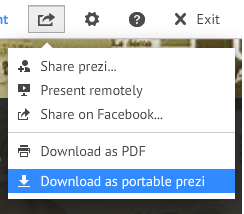 Exit
Share prezi...
Present remotely
Share on Facebook...
Download as PDF
Download as portable prezi